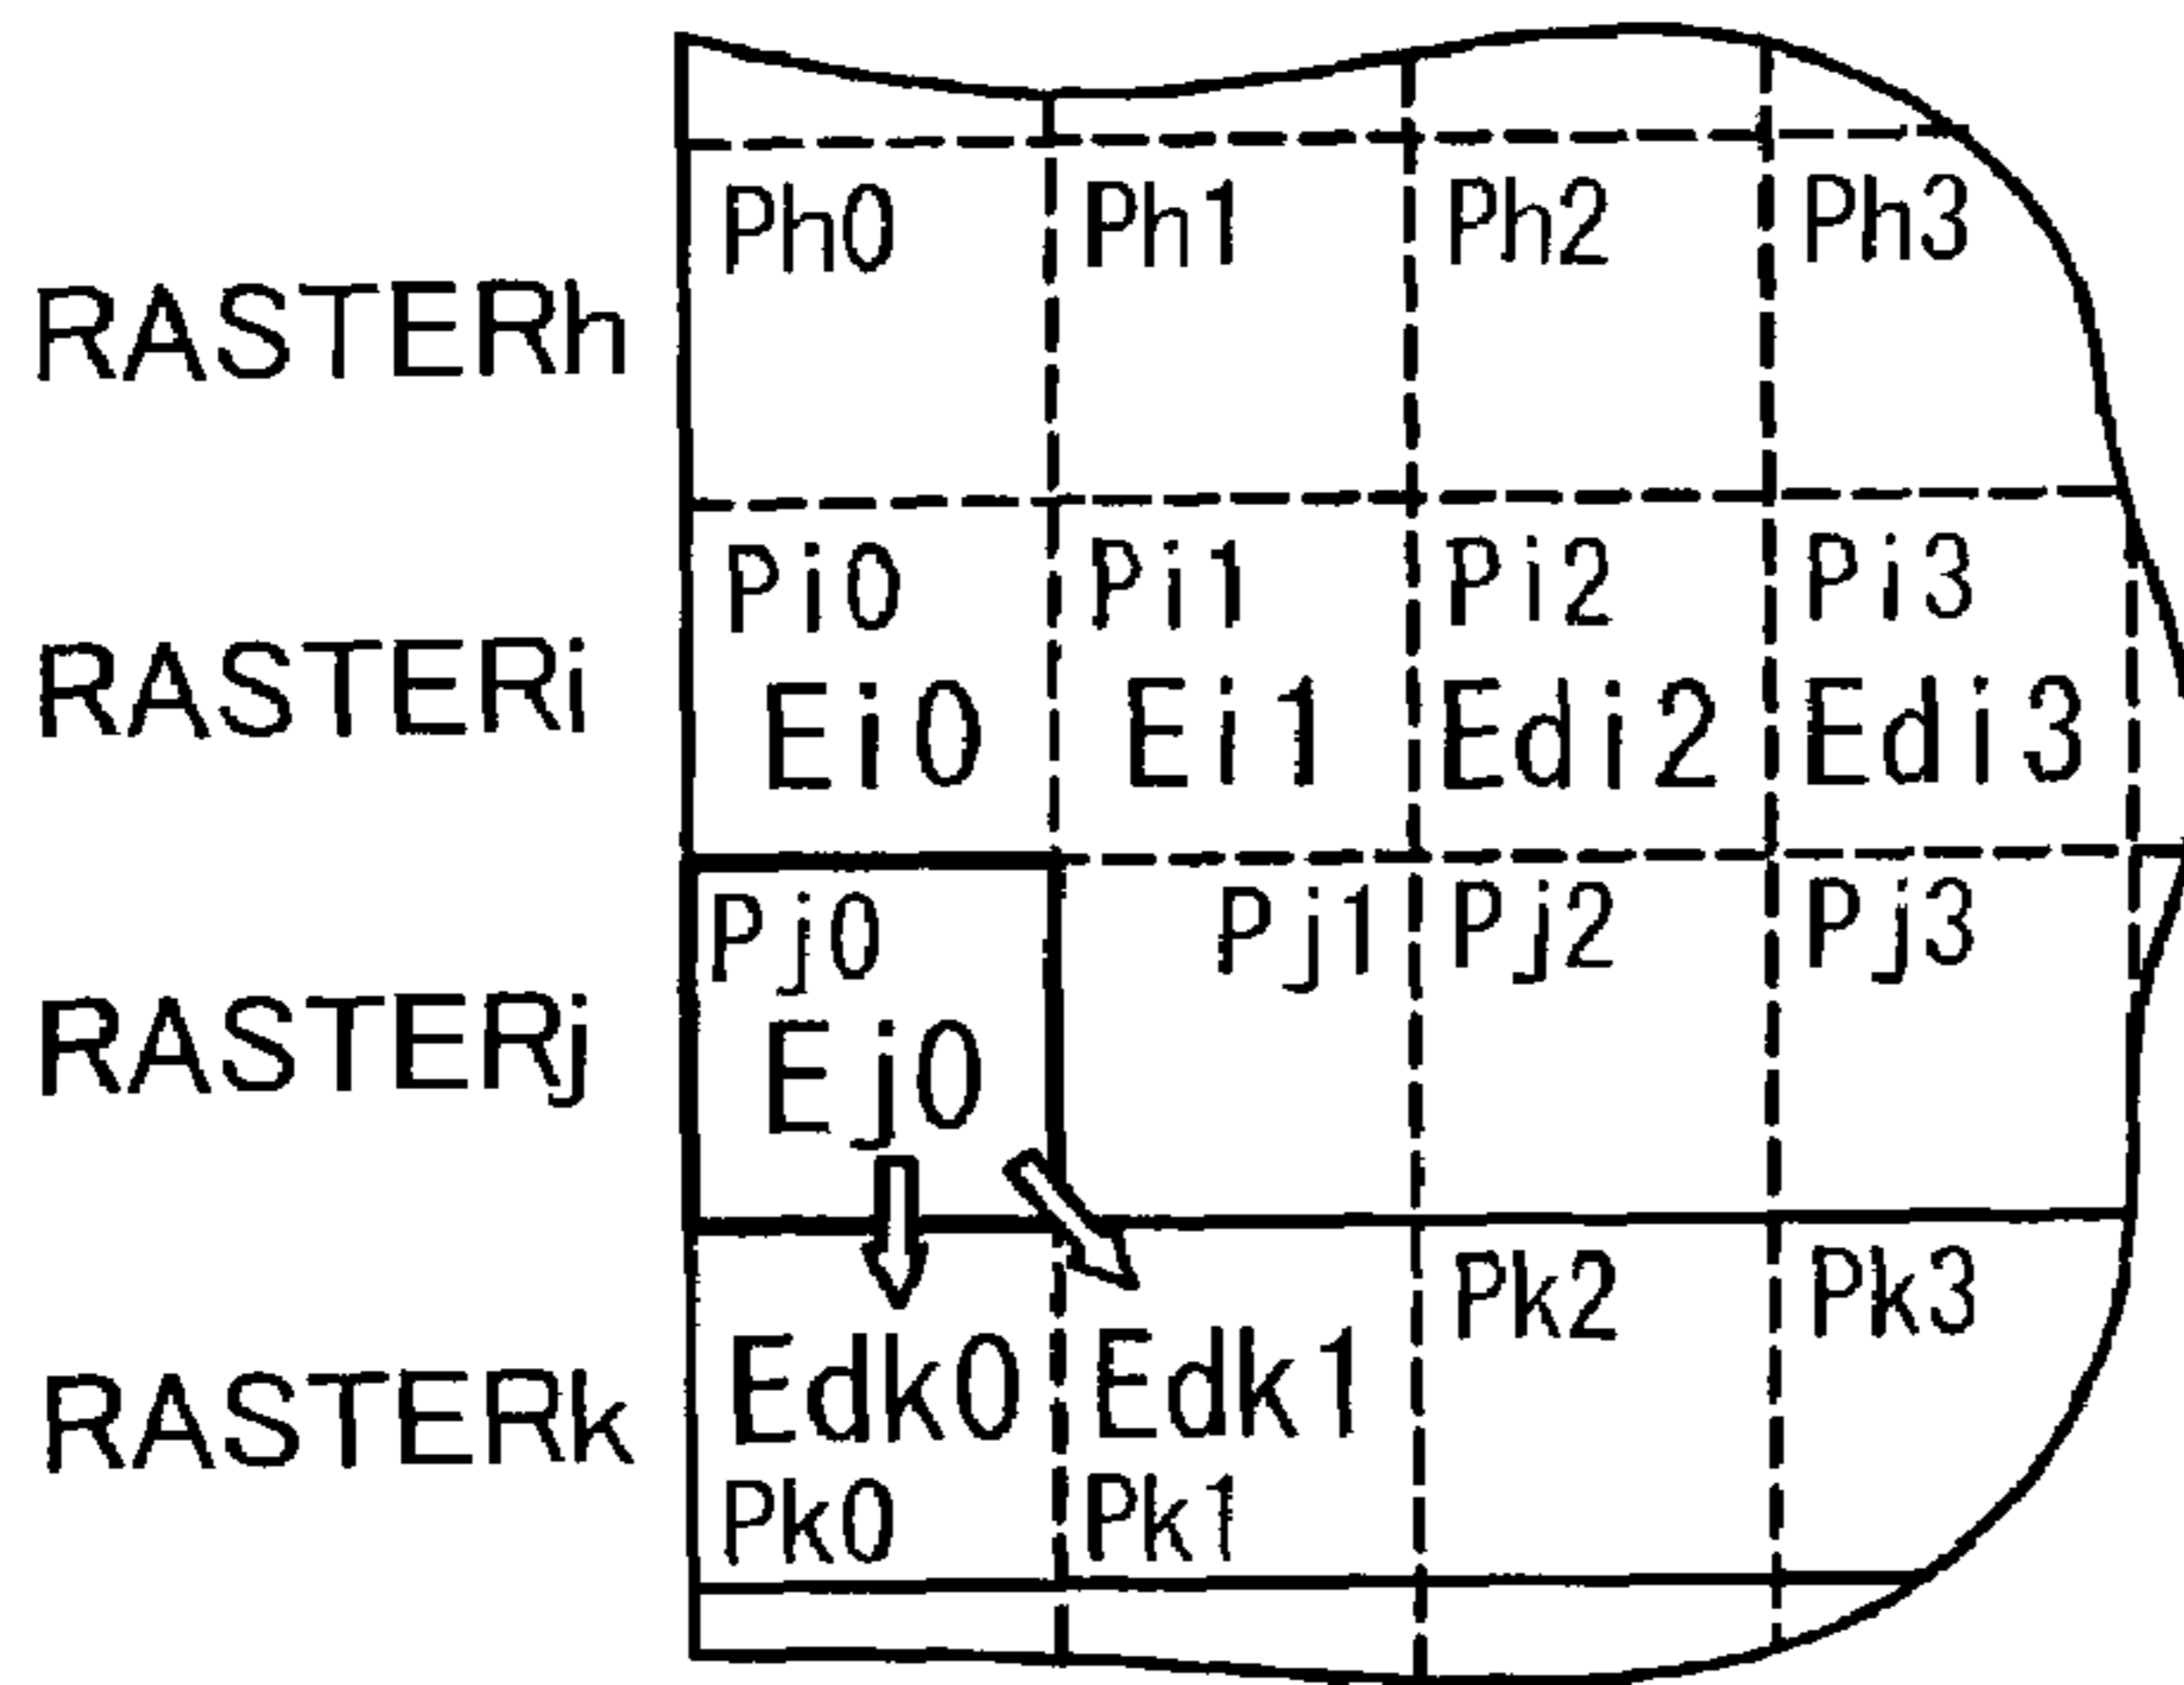 Ph0 Ph1 Ph2 Ph3
RASTERh
Pi0 Pi1 Pi2 Pi3
RASTERi Ei0 Ei1 Edi2 Edi3
Pj0 Pj1 Pj2 Pj3
RASTERj Ej0
Pk2 Pk3
RASTERk Edk0 Edk1
Pk0 Pk1